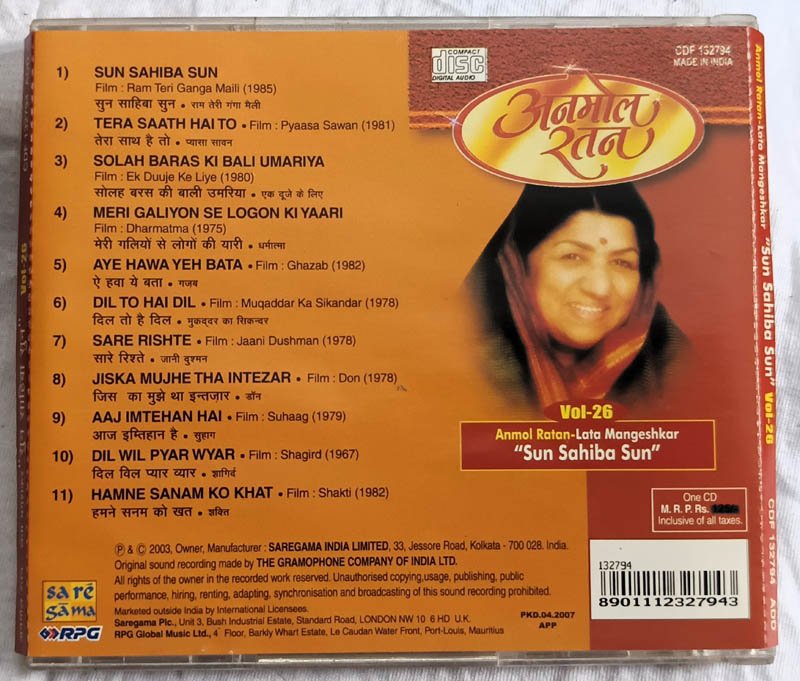 1) SUN SAHIBA SUN
Film : Ram Teri Ganga Maili (1985)
सुन साहिबा सुन • राम तेरी गंगा मैली
2) TERA SAATH HAI TO • Film : Pyaasa Sawan (1981)
तेरा साथ है तो • प्यासा सावन
3) SOLAH BARAS KI BALI UMARIYA
Film : Ek Duuje Ke Liye (1980)
सोलह बरस की बाली उमरिया • एक दूजे के लिए
4) MERI GALIYON SE LOGON KI YAARI
Film : Dharmatma (1975)
मेरी गलियों से लोगों की यारी • धर्मात्मा
5) AYE HAWA YEH BATA • Film : Ghazab (1982)
ऐ हवा ये बता • गजब
6) DIL TO HAI DIL • Film : Muqaddar Ka Sikandar (1978)
दिल तो है दिल • मुकद्दर का सिकन्दर
7) SARE RISHTE • Film : Jaani Dushman (1978)
सारे रिश्ते • जानी दुश्मन
8) JISKA MUJHE THA INTEZAR • Film : Don (1978)
जिस का मुझे था इन्तज़ार • डॉन
9) AAJ IMTEHAN HAI • Film : Suhaag (1979)
आज इम्तिहान है • सुहाग
10) DIL WIL PYAR WYAR • Film : Shagird (1967)
दिल विल प्यार व्यार • शागिर्द
11) HAMNE SANAM KO KHAT • Film : Shakti (1982)
हमने सनम को खत • शक्ति
COMPACT
disc
DIGITAL AUDIO
CDF 132794
MADE IN INDIA
अनमोल
रतन
Vol-26
Anmol Ratan-Lata Mangeshkar
"Sun Sahiba Sun"
One CD
M. R. P. Rs.
Inclusive of all taxes.
℗ & © 2003, Owner, Manufacturer : SAREGAMA INDIA LIMITED, 33, Jessore Road, Kolkata - 700 028. India.
Original sound recording made by THE GRAMOPHONE COMPANY OF INDIA LTD.
All rights of the owner in the recorded work reserved. Unauthorised copying,usage, publishing, public
performance, hiring, renting, adapting, synchronisation and broadcasting of this sound recording prohibited.
Marketed outside India by International Licensees.
Saregama Plc., Unit 3, Bush Industrial Estate, Standard Road, LONDON NW 10 6 HD U.K.
RPG Global Music Ltd., 4 Floor, Barkly Whart Estate, Le Caudan Water Front, Port-Louis, Mauritius
PKD.04.2007
APP
sa rē
gāma
RPG
132794
8901112327943
Anmol Ratan-Lata Mangeshkar "Sun Sahiba Sun" Vol-26 CDF 132794 ADD
Vol-26